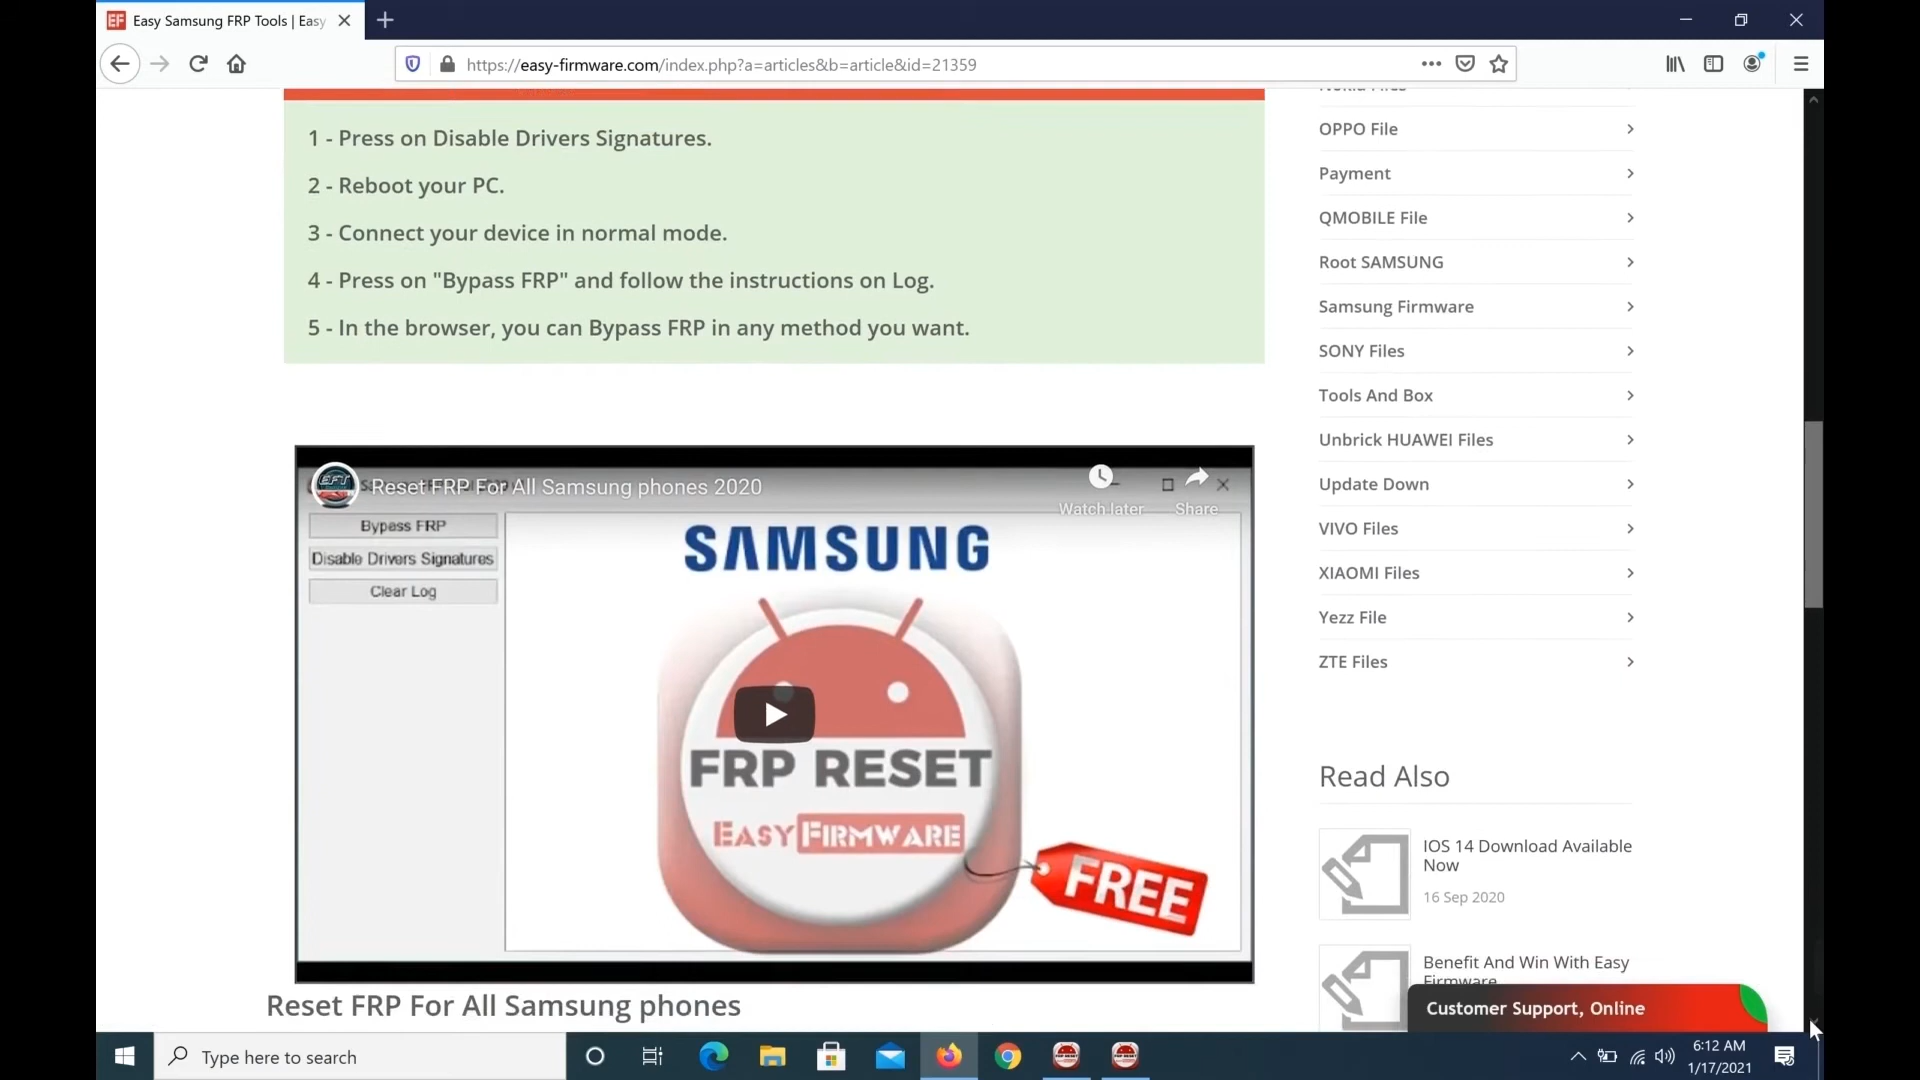 Easy Samsung FRP Tools | Easy
https://easy-firmware.com/index.php?a=articles&b=article&id=21359
1 - Press on Disable Drivers Signatures.
2 - Reboot your PC.
3 - Connect your device in normal mode.
4 - Press on "Bypass FRP" and follow the instructions on Log.
5 - In the browser, you can Bypass FRP in any method you want.
Nokia Files
OPPO File
Payment
QMOBILE File
Root SAMSUNG
Samsung Firmware
SONY Files
Tools And Box
Unbrick HUAWEI Files
Update Down
VIVO Files
XIAOMI Files
Yezz File
ZTE Files
EFT
Reset FRP For All Samsung phones 2020
Watch later
Share
Bypass FRP
Disable Drivers Signatures
Clear Log
SAMSUNG
FRP RESET
EASY FIRMWARE
FREE
Reset FRP For All Samsung phones
Read Also
IOS 14 Download Available
Now
16 Sep 2020
Benefit And Win With Easy
Firmware
Customer Support, Online
Type here to search
6:12 AM
1/17/2021